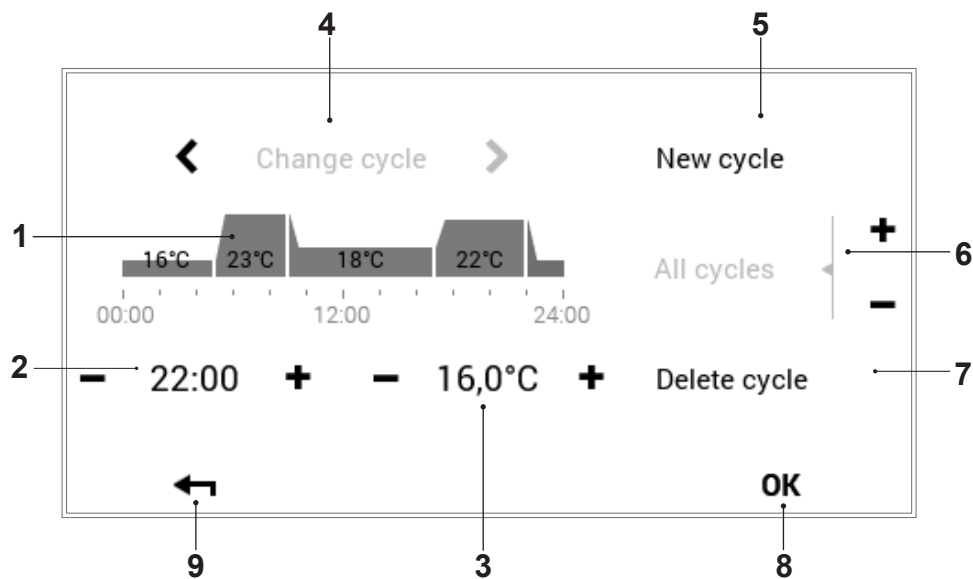 4 5
Change cycle New cycle
1 16°C 23°C 18°C 22°C All cycles + 6
00:00 12:00 24:00 −
2 − 22:00 + − 16,0°C + Delete cycle 7
OK
9 3 8